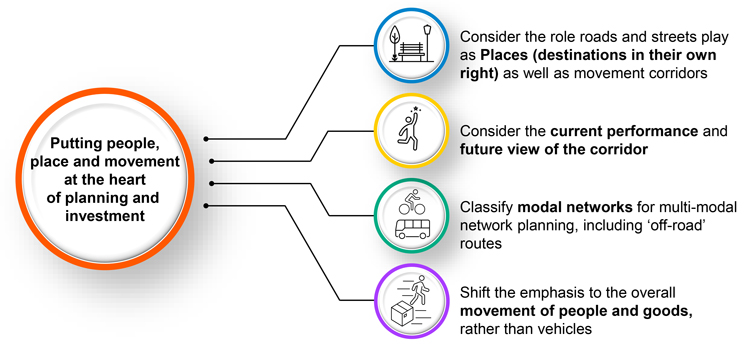 Putting people,
place and movement
at the heart
of planning and
investment
Consider the role roads and streets play
as Places (destinations in their own
right) as well as movement corridors
Consider the current performance and
future view of the corridor
Classify modal networks for multi-modal
network planning, including ‘off-road’
routes
Shift the emphasis to the overall
movement of people and goods,
rather than vehicles